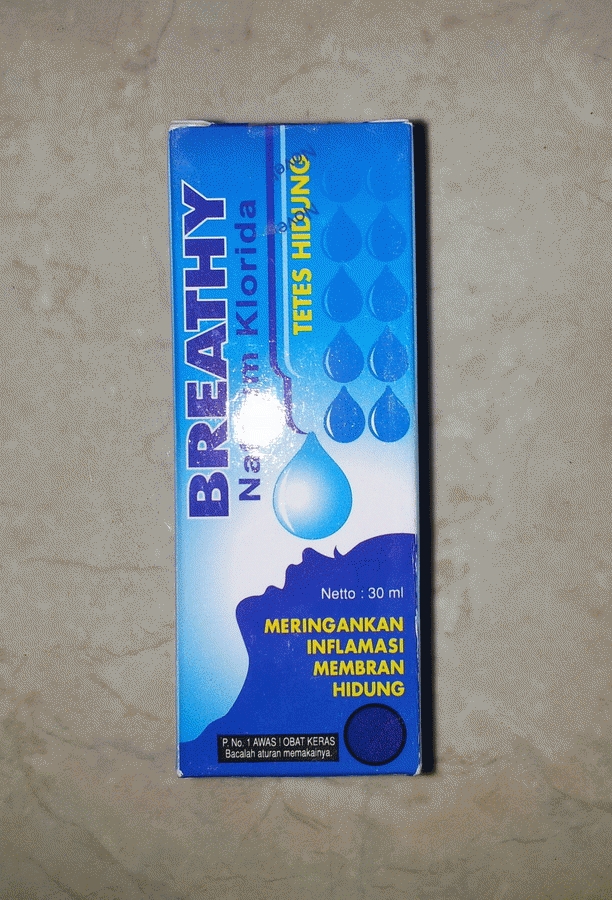 BREATHY
Natrium Klorida
TETES HIDUNG
Netto : 30 ml
MERINGANKAN
INFLAMASI
MEMBRAN
HIDUNG
P. No. 1 AWAS ! OBAT KERAS
Bacalah aturan memakainya.